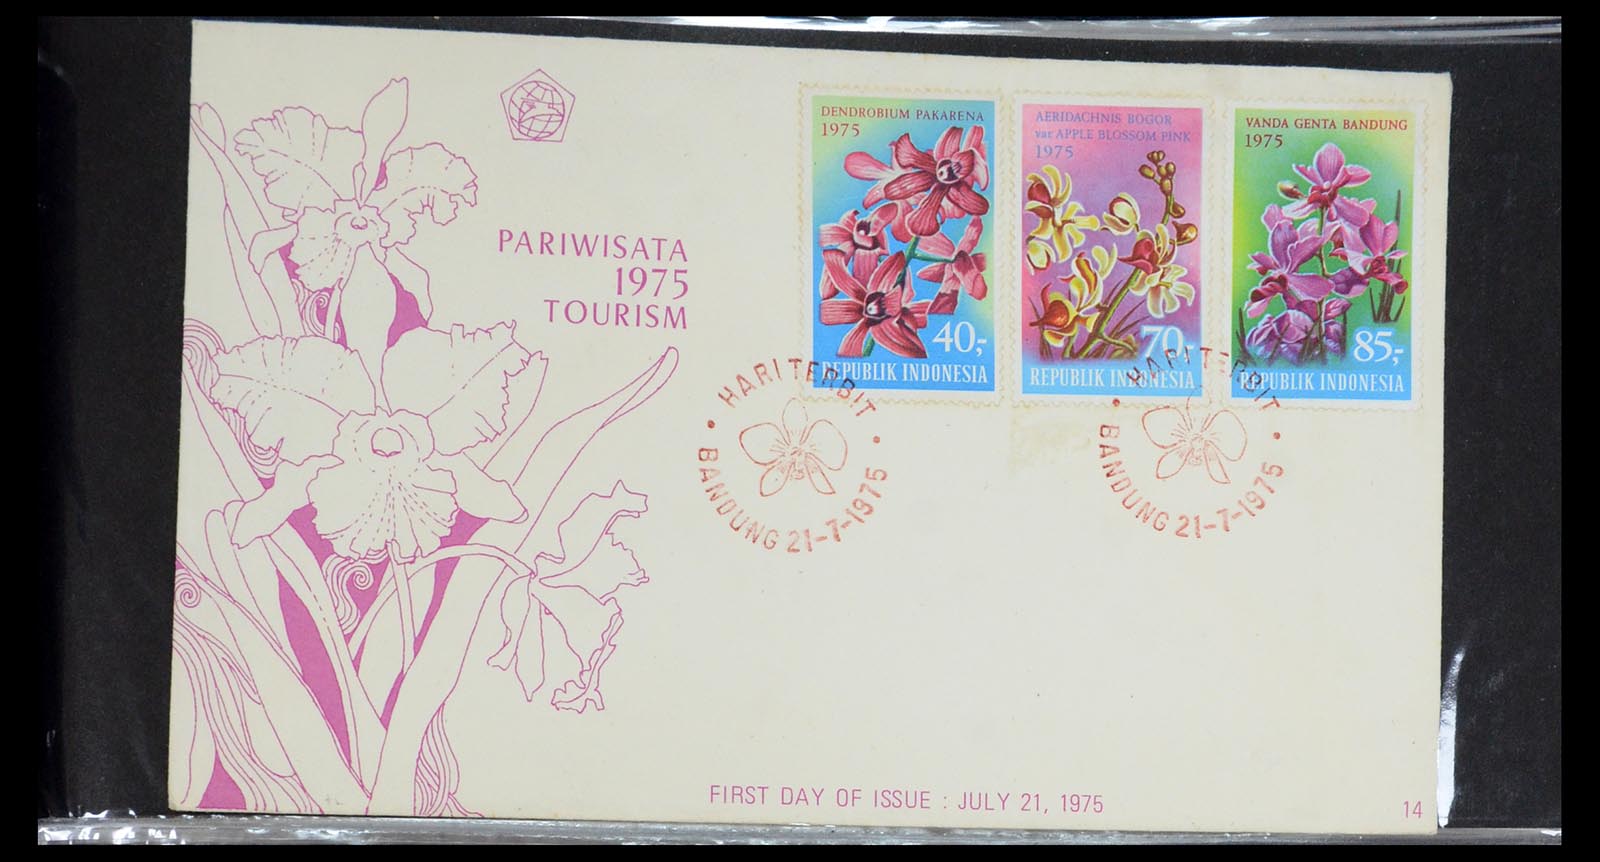 PARIWISATA
1975
TOURISM
DENDROBIUM PAKARENA
1975
40,-
REPUBLIK INDONESIA
AERIDACHNIS BOGOR
var APPLE BLOSSOM PINK
1975
70,-
REPUBLIK INDONESIA
VANDA GENTA BANDUNG
1975
85,-
REPUBLIK INDONESIA
HARI TERBIT
• BANDUNG 21-7-1975 •
HARI TERBIT
• BANDUNG 21-7-1975 •
FIRST DAY OF ISSUE : JULY 21, 1975
14